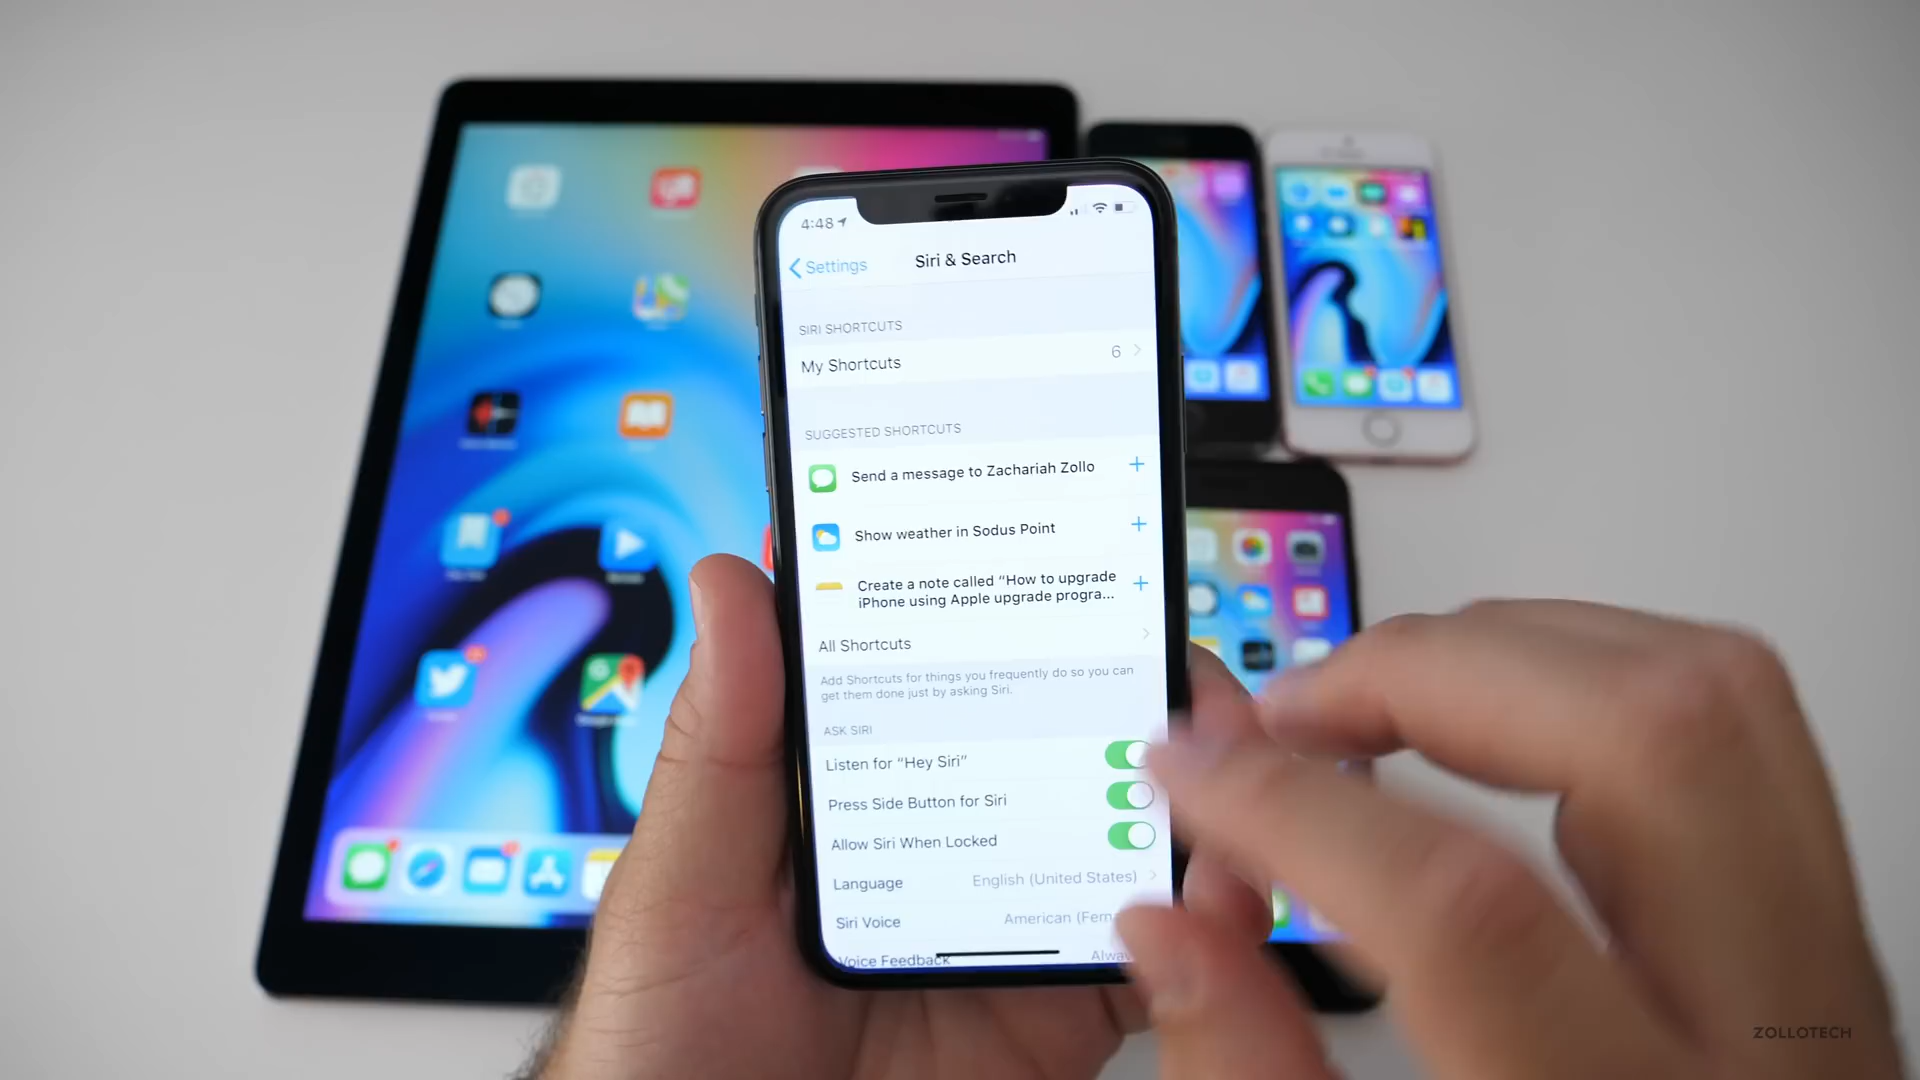 4:48
Settings
Siri & Search
SIRI SHORTCUTS
My Shortcuts
6
SUGGESTED SHORTCUTS
Send a message to Zachariah Zollo
Show weather in Sodus Point
Create a note called “How to upgrade
iPhone using Apple upgrade progra...
All Shortcuts
Add Shortcuts for things you frequently do so you can
get them done just by asking Siri.
ASK SIRI
Listen for “Hey Siri”
Press Side Button for Siri
Allow Siri When Locked
Language
English (United States)
Siri Voice
American
Voice Feedback
ZOLLOTECH